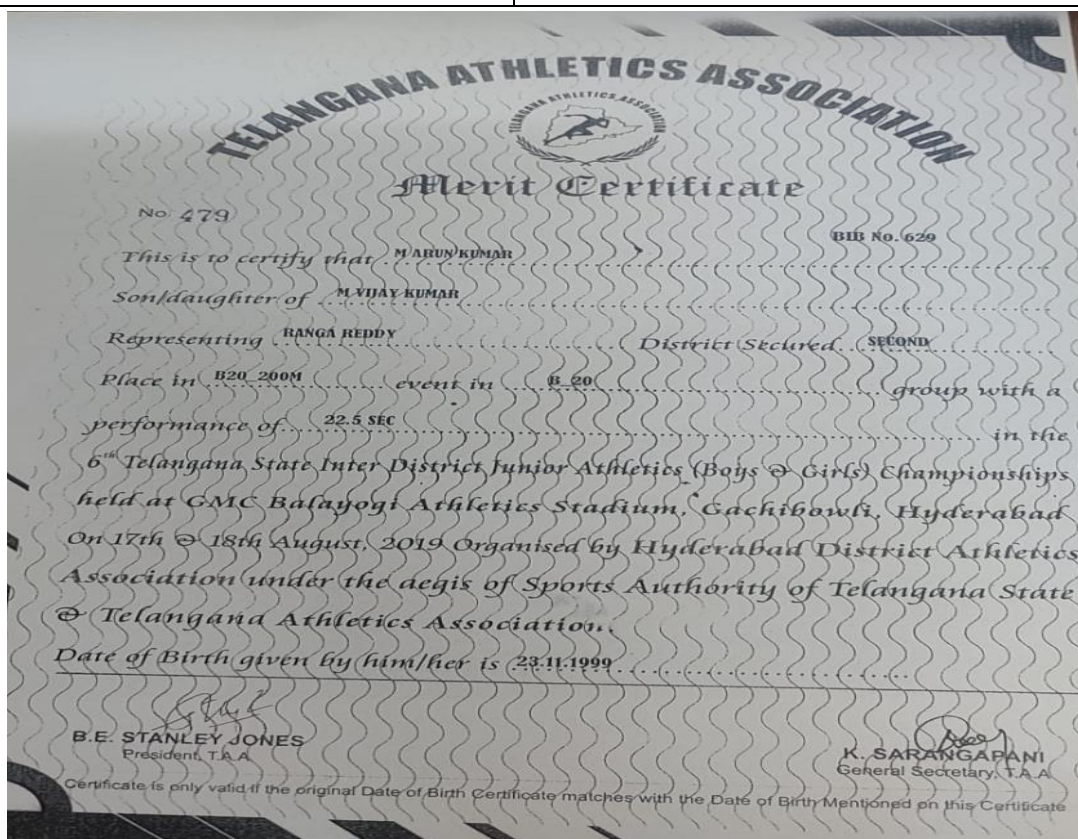 TELANGANA ATHLETICS ASSOCIATION
TELANGANA ATHLETICS ASSOCIATION
Merit Certificate
No. 479
BIB No. 629
This is to certify that M ARUN KUMAR
Son/daughter of M VIJAY KUMAR
Representing RANGA REDDY District Secured SECOND
Place in B20_200M event in B_20 group with a
performance of 22.5 SEC in the
6th Telangana State Inter District Junior Athletics (Boys & Girls) Championships
held at GMC Balayogi Athletics Stadium, Gachibowli, Hyderabad
On 17th & 18th August, 2019 Organised by Hyderabad District Athletics
Association under the aegis of Sports Authority of Telangana State
& Telangana Athletics Association.
Date of Birth given by him/her is 23.11.1999
B.E. STANLEY JONES
President, T.A.A.
K. SARANGAPANI
General Secretary, T.A.A
Certificate is only valid if the original Date of Birth Certificate matches with the Date of Birth Mentioned on this Certificate